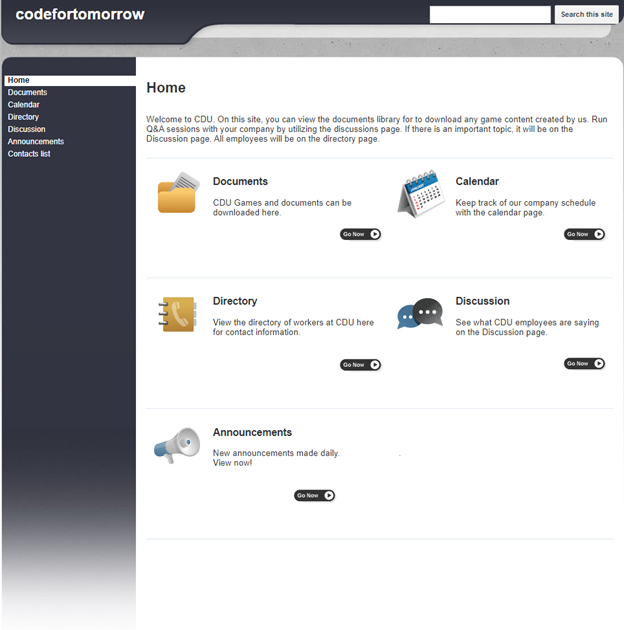 codefortomorrow
Search this site
Home
Documents
Calendar
Directory
Discussion
Announcements
Contacts list
Home
Welcome to CDU. On this site, you can view the documents library for to download any game content created by us. Run
Q&A sessions with your company by utilizing the discussions page. If there is an important topic, it will be on the
Discussion page. All employees will be on the directory page.
Documents
CDU Games and documents can be
downloaded here.
Go Now
Calendar
Keep track of our company schedule
with the calendar page.
Go Now
Directory
View the directory of workers at CDU here
for contact information.
Go Now
Discussion
See what CDU employees are saying
on the Discussion page.
Go Now
Announcements
New announcements made daily.
View now!
Go Now